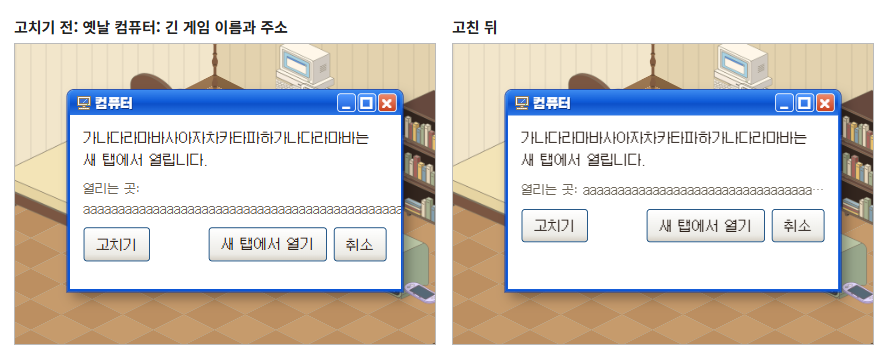 고치기 전: 옛날 컴퓨터: 긴 게임 이름과 주소
컴퓨터
가나다라마바사아자차카타파하가나다라마바는
새 탭에서 열립니다.
열리는 곳:
aaaaaaaaaaaaaaaaaaaaaaaaaaaaaaaaaaaaaaaaaaaaaa
고치기
새 탭에서 열기
취소
고친 뒤
컴퓨터
가나다라마바사아자차카타파하가나다라마바는
새 탭에서 열립니다.
열리는 곳: aaaaaaaaaaaaaaaaaaaaaaaaaaaaaaaaa…
고치기
새 탭에서 열기
취소